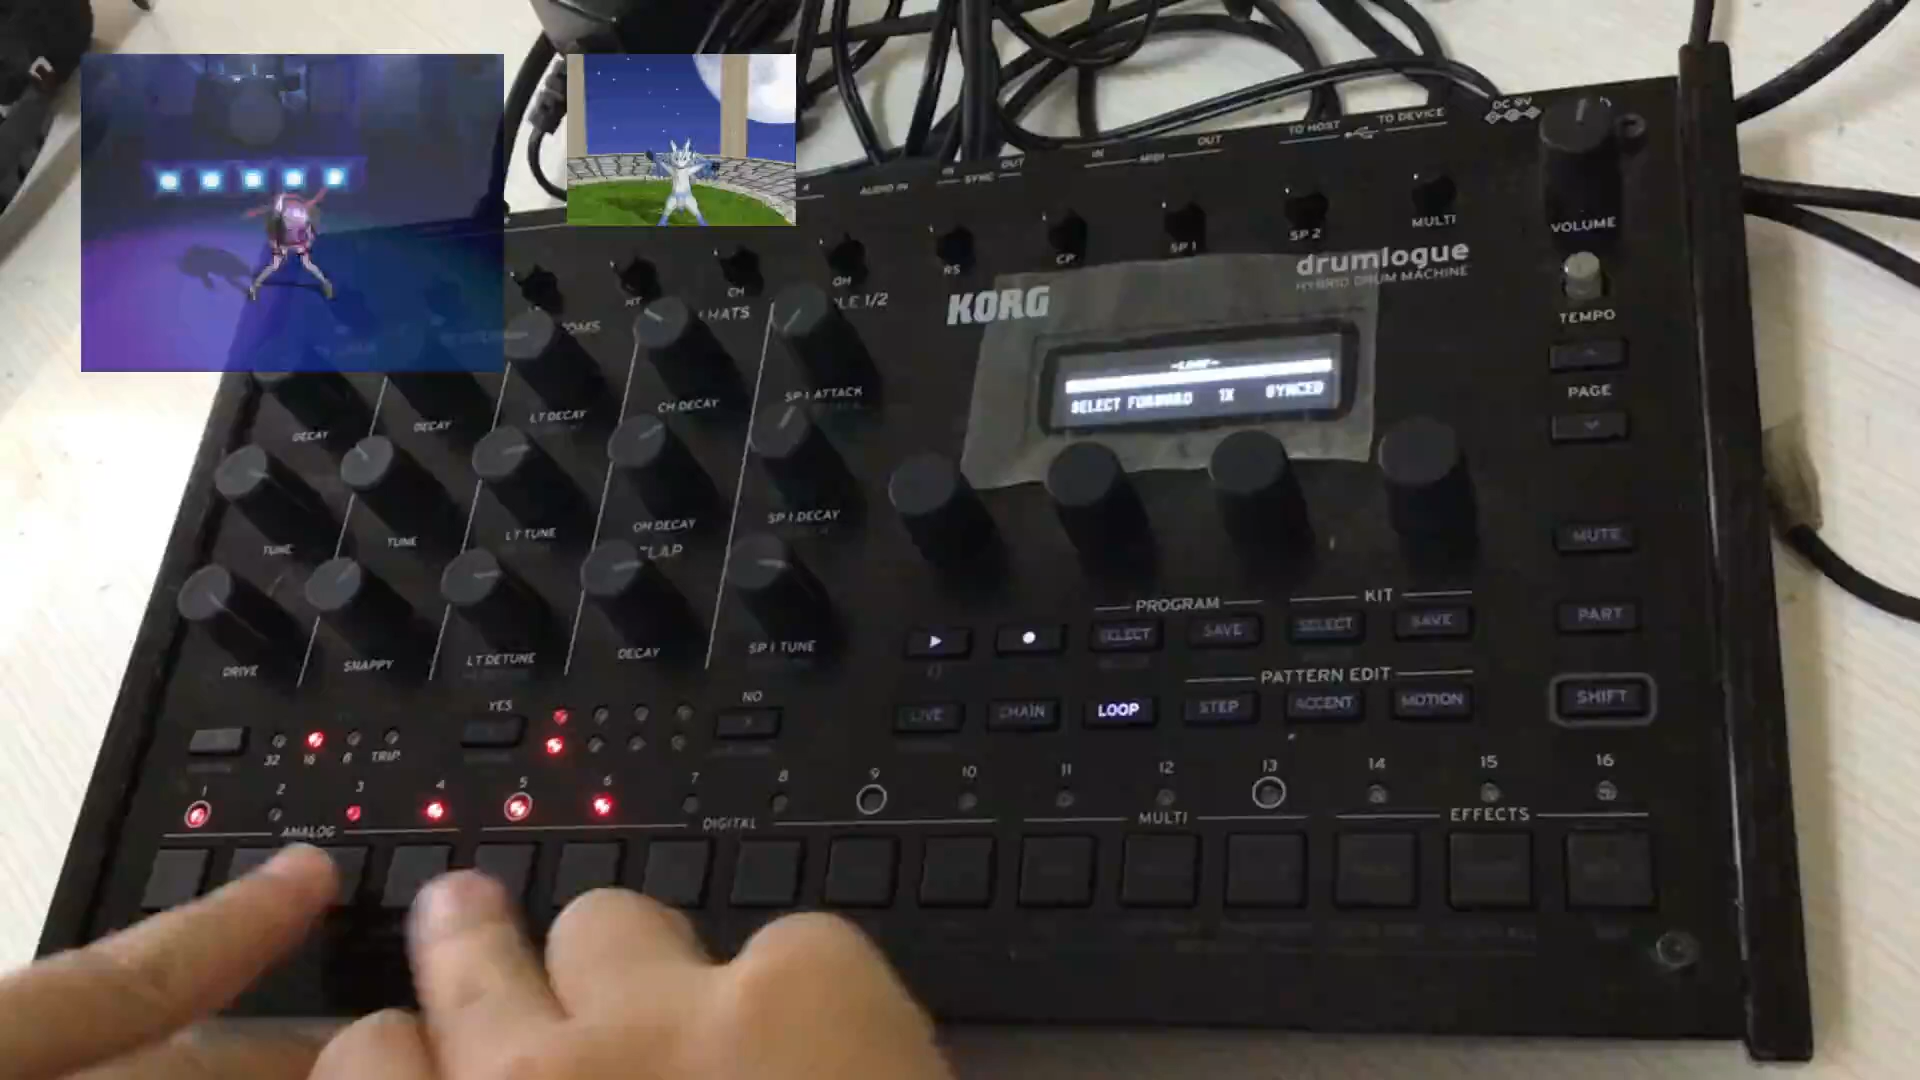 DC 9V
TO HOST
TO DEVICE
IN
MIDI
OUT
IN
SYNC
OUT
AUDIO IN
VOLUME
MULTI
SP 2
SP 1
CP
RS
OH
CH
HT
drumlogue
HYBRID DRUM MACHINE
KORG
TEMPO
PAGE
SELECT FORWARD 1X SYNCED
SP 1 ATTACK
CH DECAY
LT DECAY
DECAY
DECAY
SP 1 DECAY
OH DECAY
LT TUNE
TUNE
TUNE
MUTE
PART
SHIFT
PROGRAM
KIT
SELECT
SAVE
SELECT
SAVE
SP 1 TUNE
DECAY
LT DETUNE
SNAPPY
DRIVE
PATTERN EDIT
LIVE
CHAIN
LOOP
STEP
ACCENT
MOTION
YES
NO
32
16
8
TRIP.
1
2
3
4
5
6
7
8
9
10
11
12
13
14
15
16
ANALOG
DIGITAL
MULTI
EFFECTS